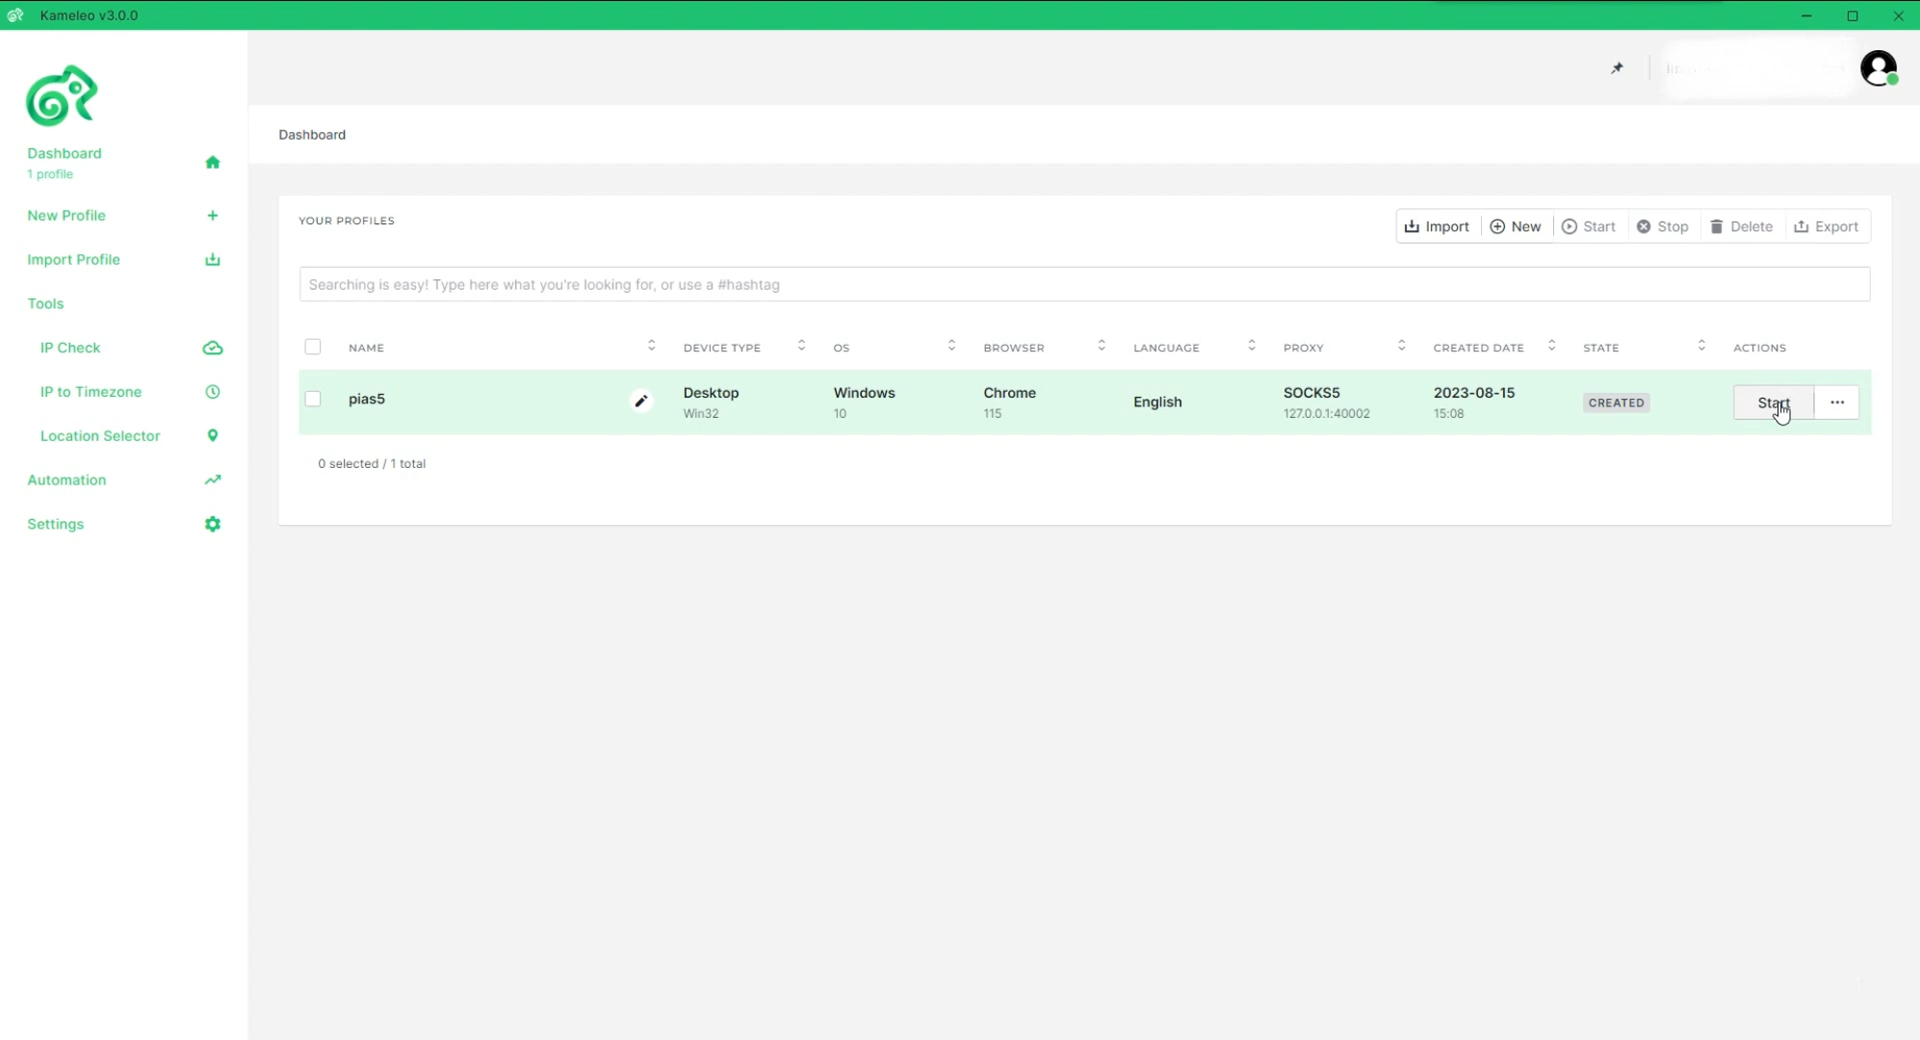 Kameleo v3.0.0
Dashboard
1 profile
New Profile
Import Profile
Tools
IP Check
IP to Timezone
Location Selector
Automation
Settings
Dashboard
YOUR PROFILES
Import New Start Stop Delete Export
Searching is easy! Type here what you're looking for, or use a #hashtag
NAME DEVICE TYPE OS BROWSER LANGUAGE PROXY CREATED DATE STATE ACTIONS
pias5 Desktop Windows Chrome English SOCKS5 2023-08-15 CREATED Start ...
Win32 10 115 127.0.0.1:40002 15:08
0 selected / 1 total